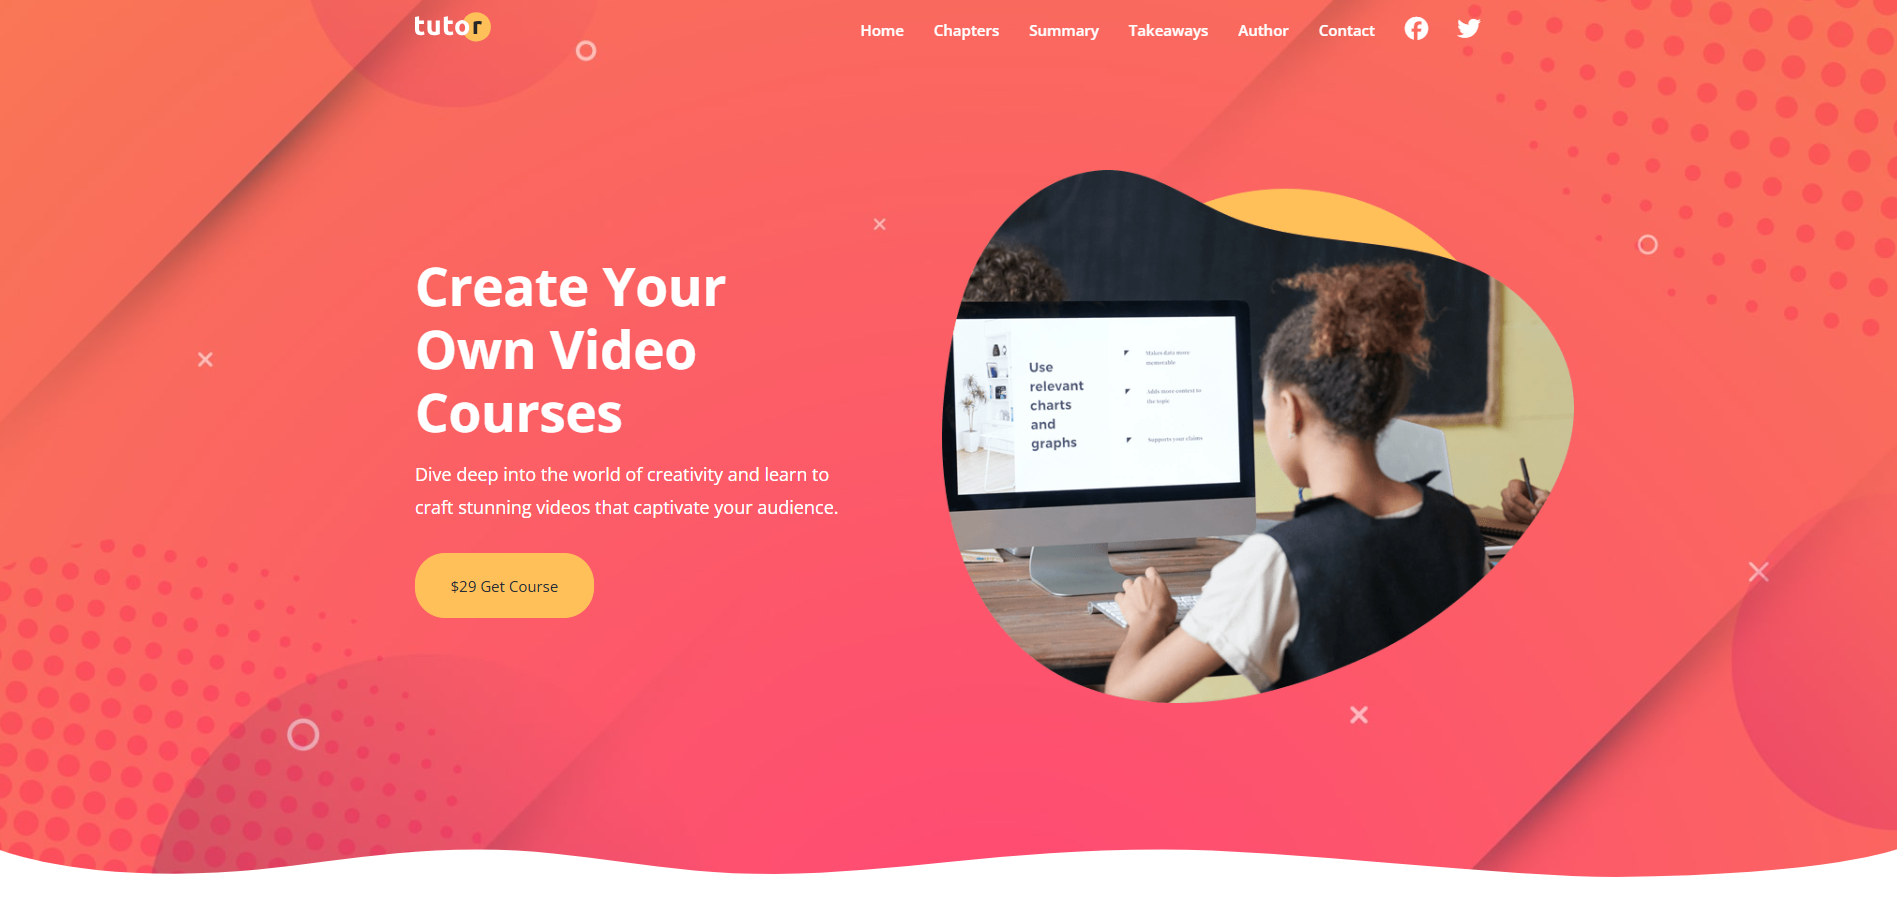 tutor
Home Chapters Summary Takeaways Author Contact
Create Your
Own Video
Courses
Dive deep into the world of creativity and learn to
craft stunning videos that captivate your audience.
$29 Get Course
Use
relevant
charts
and
graphs
Makes data more
memorable
Adds more context to
the topic
Supports your claims